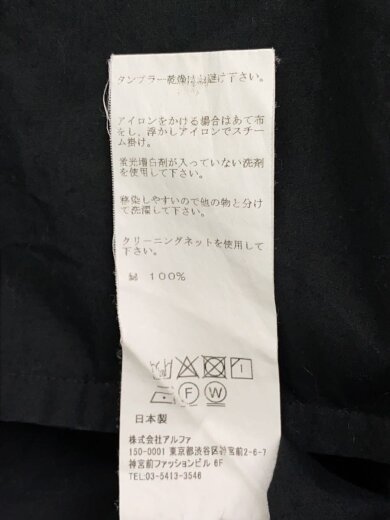 タンブラー乾燥はお避け下さい。
アイロンをかける場合はあて布
をし、浮かしアイロンでスチー
ム掛け。
蛍光増白剤が入っていない洗剤
を使用して下さい。
移染しやすいので他の物と分け
て洗濯して下さい。
クリーニングネットを使用して
下さい。
綿 100%
F W
日本製
株式会社アルファ
150-0001 東京都渋谷区神宮前2-6-7
神宮前ファッションビル 6F
TEL:03-5413-3546